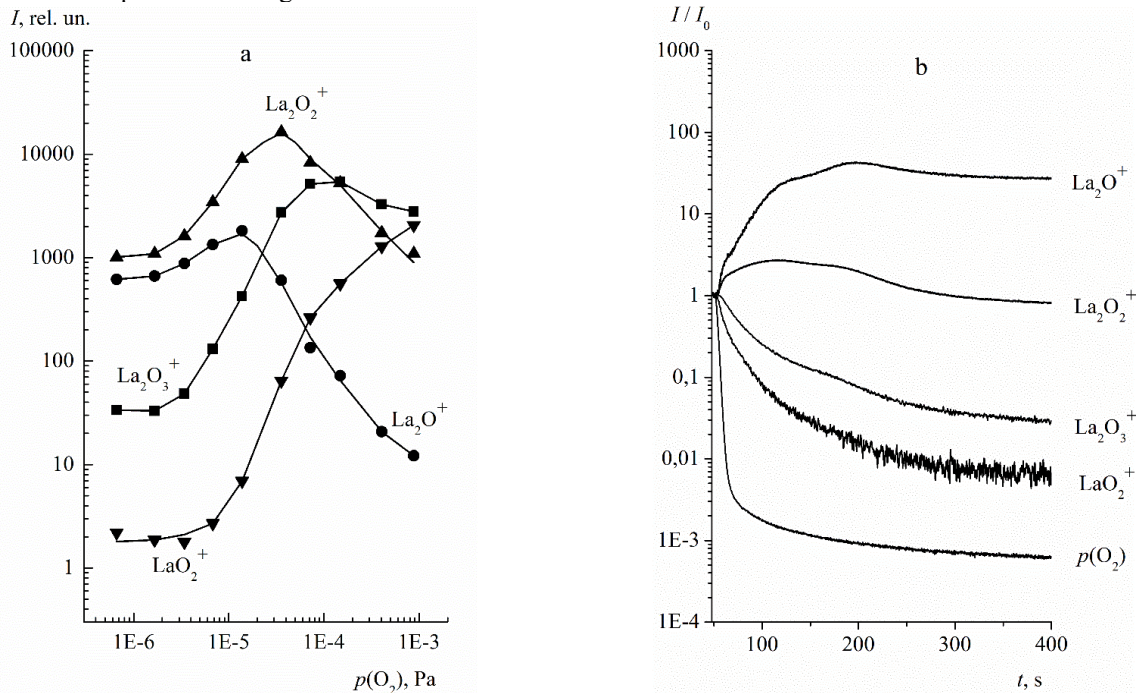 I, rel. un.
a
100000
10000
1000
100
10
1
La₂O₂⁺
La₂O₃⁺
La₂O⁺
LaO₂⁺
1E-6 1E-5 1E-4 1E-3
p(O₂), Pa
I / I₀
b
1000
100
10
1
0,1
0,01
1E-3
1E-4
La₂O⁺
La₂O₂⁺
La₂O₃⁺
LaO₂⁺
p(O₂)
100 200 300 400
t, s